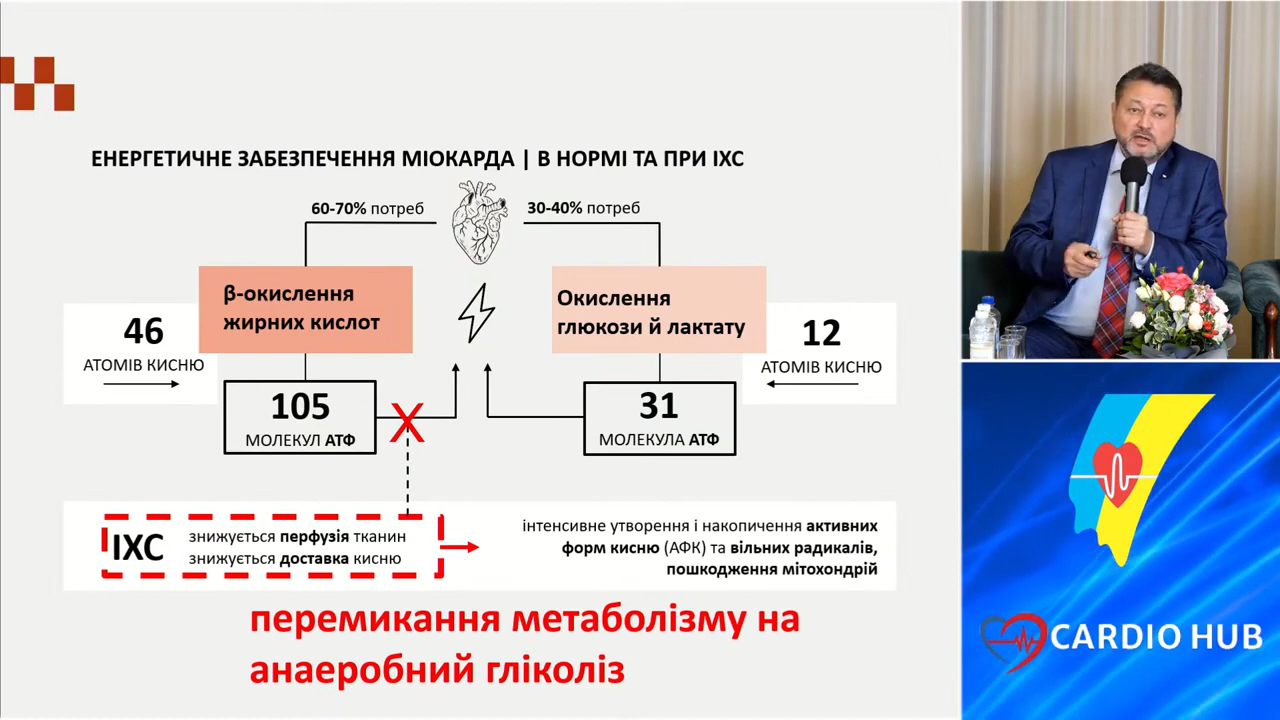 ЕНЕРГЕТИЧНЕ ЗАБЕЗПЕЧЕННЯ МІОКАРДА | В НОРМІ ТА ПРИ ІХС
60-70% потреб
30-40% потреб
β-окислення
жирних кислот
Окислення
глюкози й лактату
46
АТОМІВ КИСНЮ
12
АТОМІВ КИСНЮ
105
МОЛЕКУЛ АТФ
31
МОЛЕКУЛА АТФ
X
ІХС
знижується перфузія тканин
знижується доставка кисню
інтенсивне утворення і накопичення активних
форм кисню (АФК) та вільних радикалів,
пошкодження мітохондрій
перемикання метаболізму на
анаеробний гліколіз
CARDIO HUB